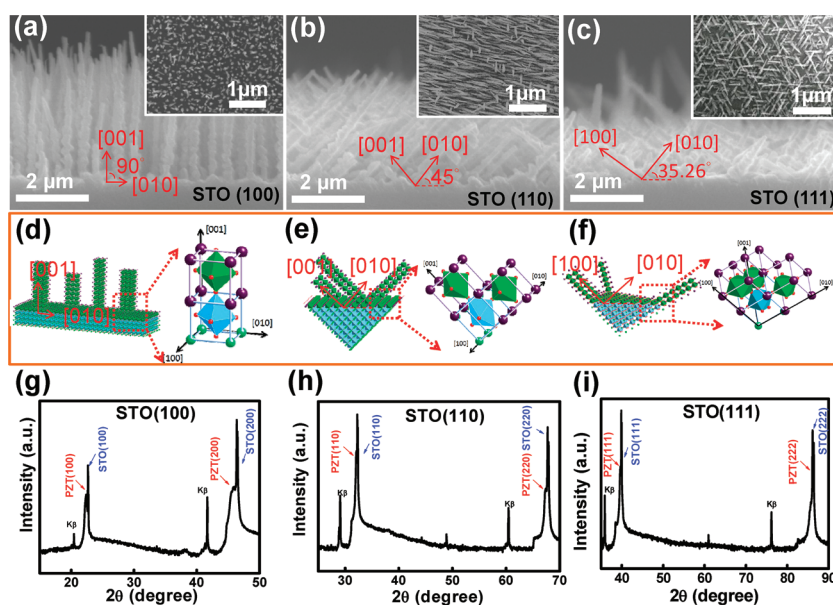 (a)
1µm
[001]
90°
[010]
2 µm
STO (100)
(b)
1µm
[001]
[010]
45
2 µm
STO (110)
(c)
1µm
[100]
[010]
35.26°
2 µm
STO (111)
(d)
[001]
[010]
[001]
[010]
[100]
(e)
[001]
[010]
[001]
[010]
[100]
(f)
[100]
[010]
[001]
[100]
[010]
(g)
STO(100)
Intensity (a.u.)
Kβ
PZT(100)
STO(100)
Kβ
PZT(200)
STO(200)
20
30
40
50
2θ (degree)
(h)
STO(110)
Intensity (a.u.)
Kβ
PZT(110)
STO(110)
Kβ
PZT(220)
STO(220)
30
40
50
60
70
2θ (degree)
(i)
STO(111)
Intensity (a.u.)
Kβ
PZT(111)
STO(111)
Kβ
PZT(222)
STO(222)
40
50
60
70
80
90
2θ (degree)